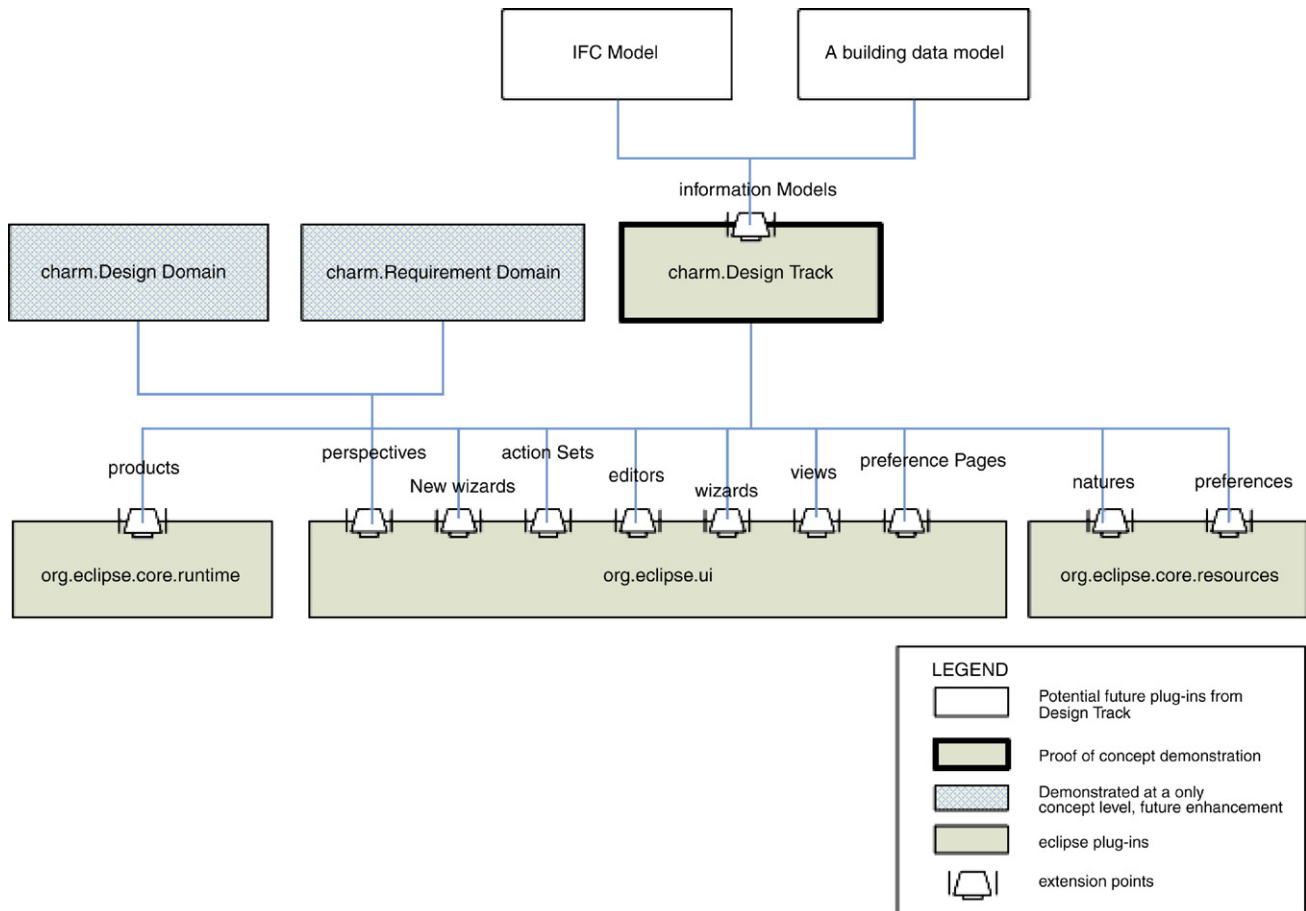 IFC Model
A building data model
information Models
charm.Design Domain
charm.Requirement Domain
charm.Design Track
products
perspectives
New wizards
action Sets
editors
wizards
views
preference Pages
natures
preferences
org.eclipse.core.runtime
org.eclipse.ui
org.eclipse.core.resources
LEGEND
Potential future plug-ins from
Design Track
Proof of concept demonstration
Demonstrated at a only
concept level, future enhancement
eclipse plug-ins
extension points